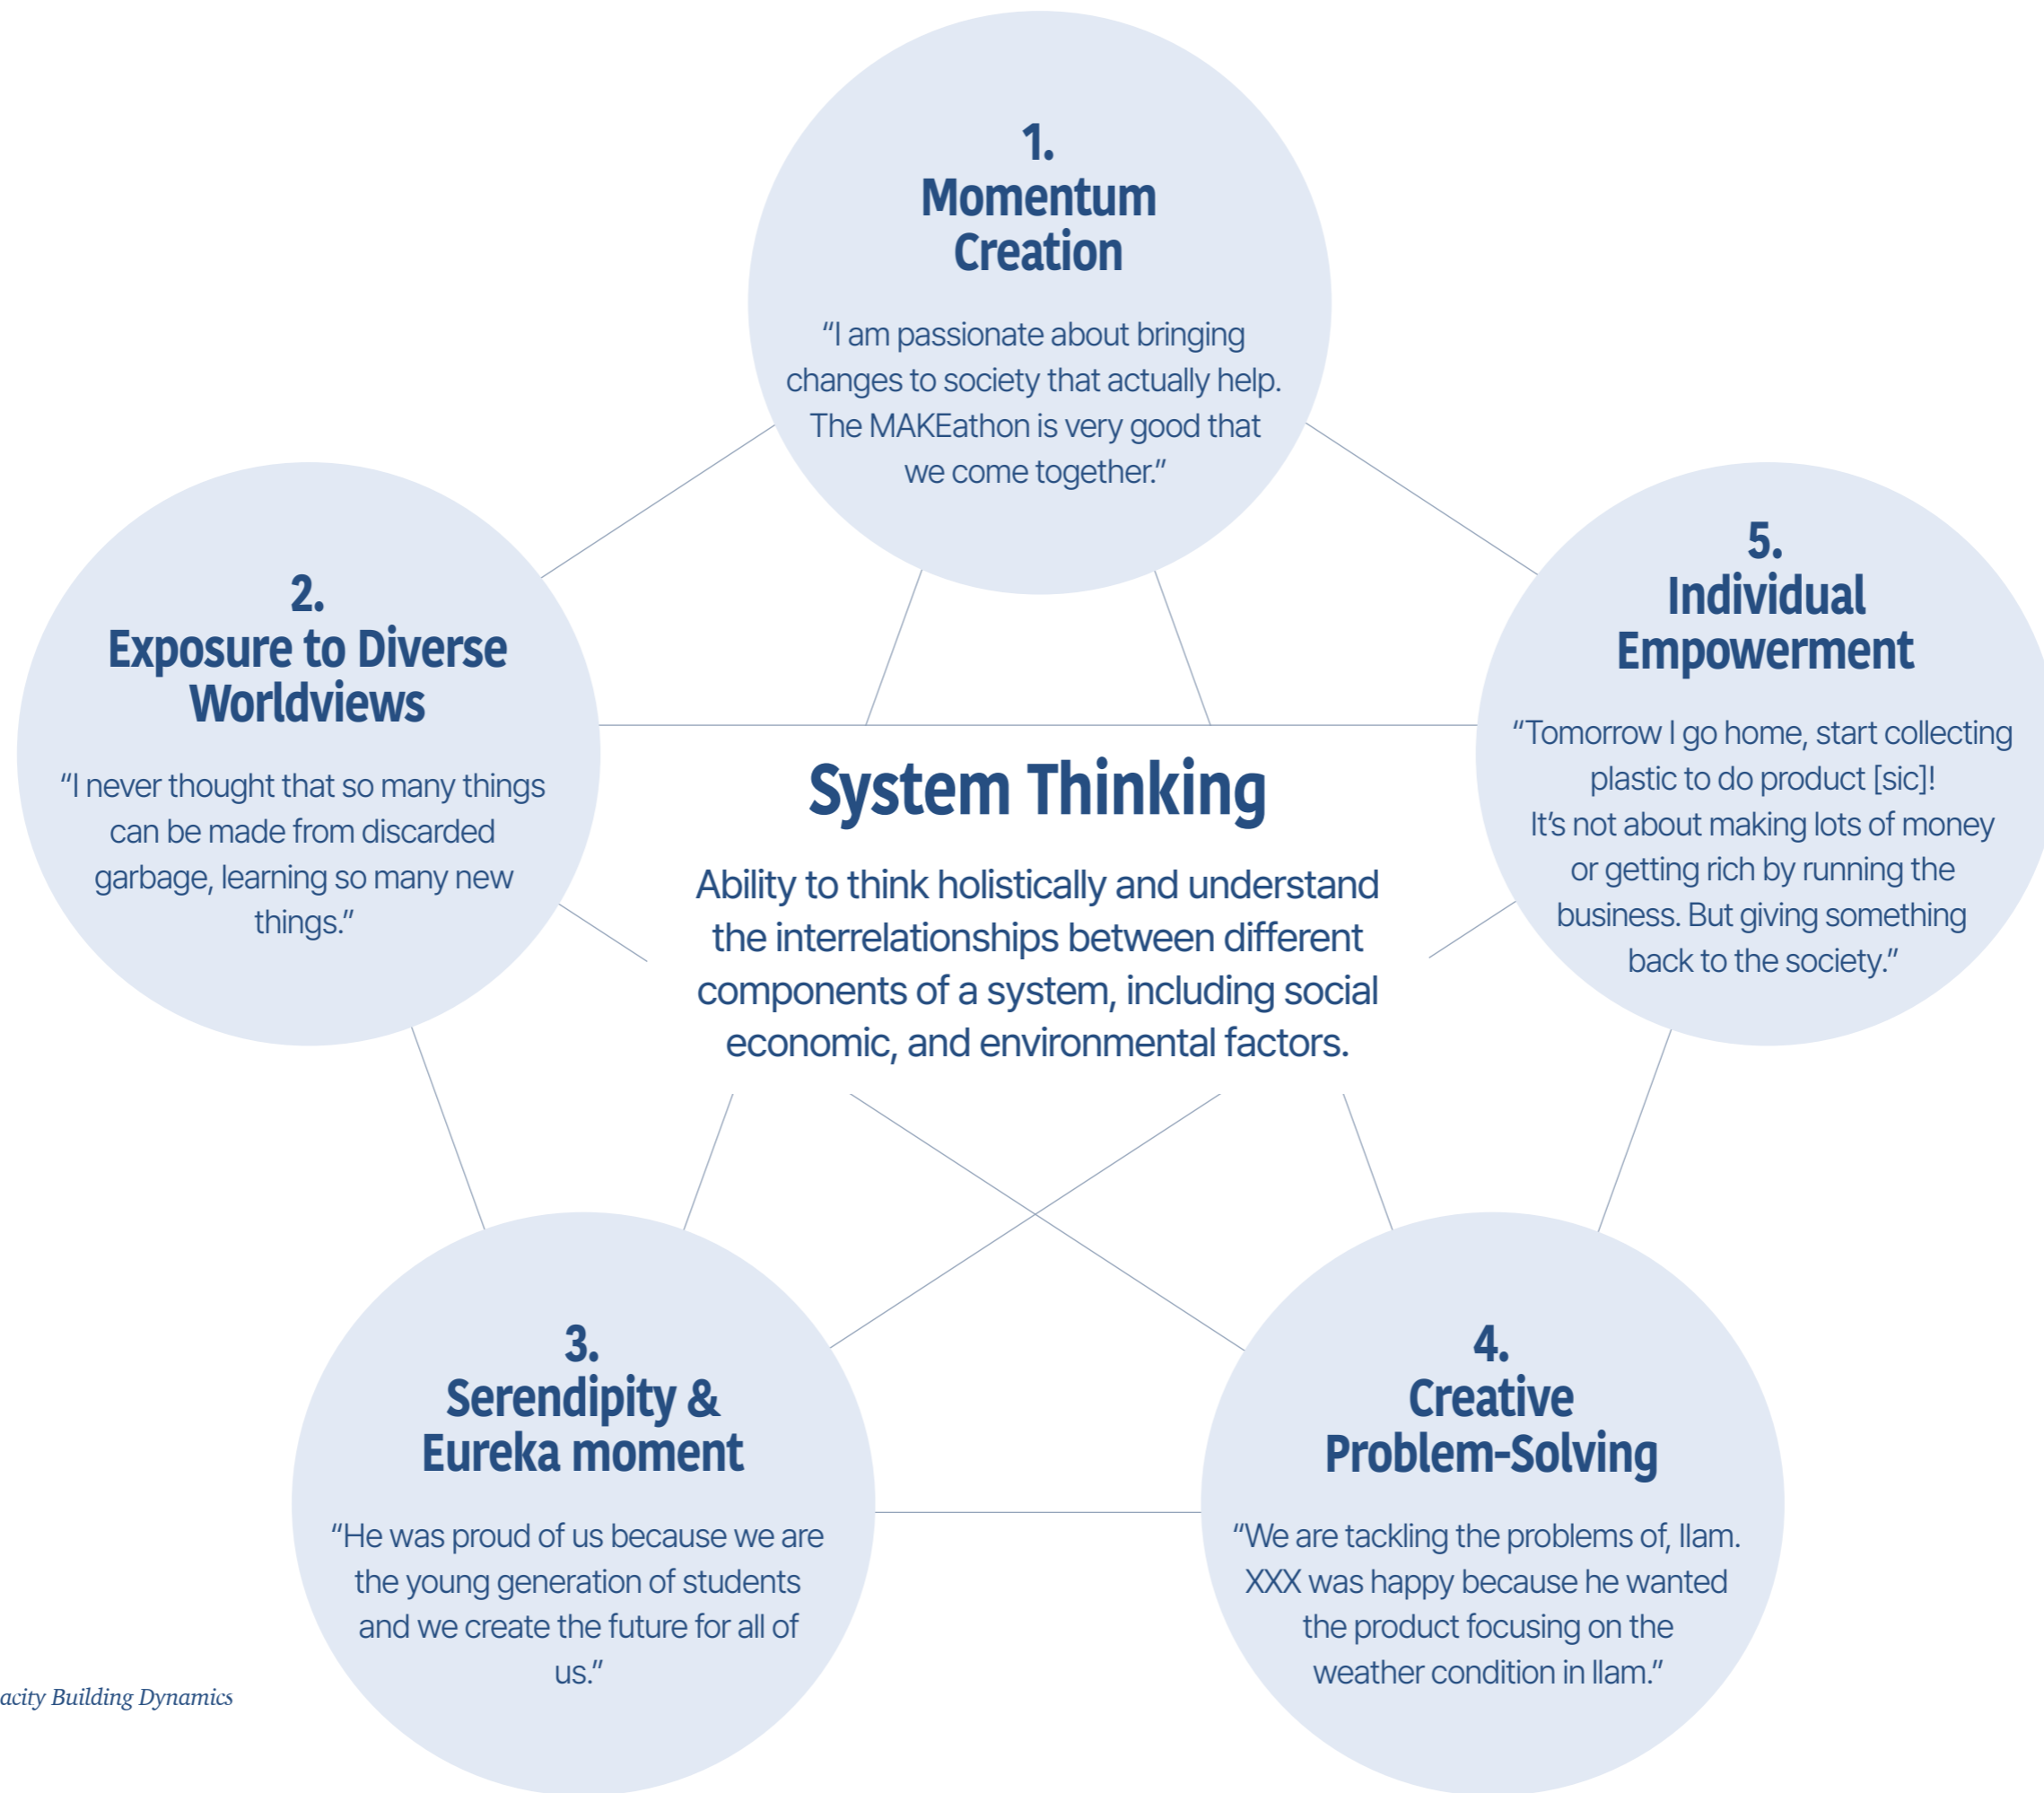 1.
Momentum
Creation
“I am passionate about bringing
changes to society that actually help.
The MAKEathon is very good that
we come together.”
2.
Exposure to Diverse
Worldviews
“I never thought that so many things
can be made from discarded
garbage, learning so many new
things.”
5.
Individual
Empowerment
“Tomorrow I go home, start collecting
plastic to do product [sic]!
It’s not about making lots of money
or getting rich by running the
business. But giving something
back to the society.”
System Thinking
Ability to think holistically and understand
the interrelationships between different
components of a system, including social
economic, and environmental factors.
3.
Serendipity &
Eureka moment
“He was proud of us because we are
the young generation of students
and we create the future for all of
us.”
4.
Creative
Problem-Solving
“We are tackling the problems of, Ilam.
XXX was happy because he wanted
the product focusing on the
weather condition in Ilam.”
acity Building Dynamics